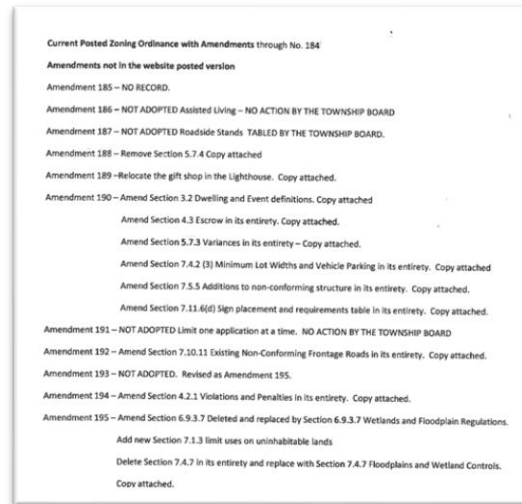 Current Posted Zoning Ordinance with Amendments through No. 184
Amendments not in the website posted version
Amendment 185 – NO RECORD.
Amendment 186 – NOT ADOPTED Assisted Living – NO ACTION BY THE TOWNSHIP BOARD
Amendment 187 – NOT ADOPTED Roadside Stands TABLED BY THE TOWNSHIP BOARD.
Amendment 188 – Remove Section 5.7.4 Copy attached
Amendment 189 –Relocate the gift shop in the Lighthouse. Copy attached.
Amendment 190 – Amend Section 3.2 Dwelling and Event definitions. Copy attached
Amend Section 4.3 Escrow in its entirety. Copy attached.
Amend Section 5.7.3 Variances in its entirety – Copy attached.
Amend Section 7.4.2 (3) Minimum Lot Widths and Vehicle Parking in its entirety. Copy attached
Amend Section 7.5.5 Additions to non-conforming structure in its entirety. Copy attached.
Amend Section 7.11.6(d) Sign placement and requirements table in its entirety. Copy attached.
Amendment 191 – NOT ADOPTED Limit one application at a time. NO ACTION BY THE TOWNSHIP BOARD
Amendment 192 – Amend Section 7.10.11 Existing Non-Conforming Frontage Roads in its entirety. Copy attached.
Amendment 193 – NOT ADOPTED. Revised as Amendment 195.
Amendment 194 – Amend Section 4.2.1 Violations and Penalties in its entirety. Copy attached.
Amendment 195 – Amend Section 6.9.3.7 Deleted and replaced by Section 6.9.3.7 Wetlands and Floodplain Regulations.
Add new Section 7.1.3 limit uses on uninhabitable lands
Delete Section 7.4.7 in its entirety and replace with Section 7.4.7 Floodplains and Wetland Controls.
Copy attached.